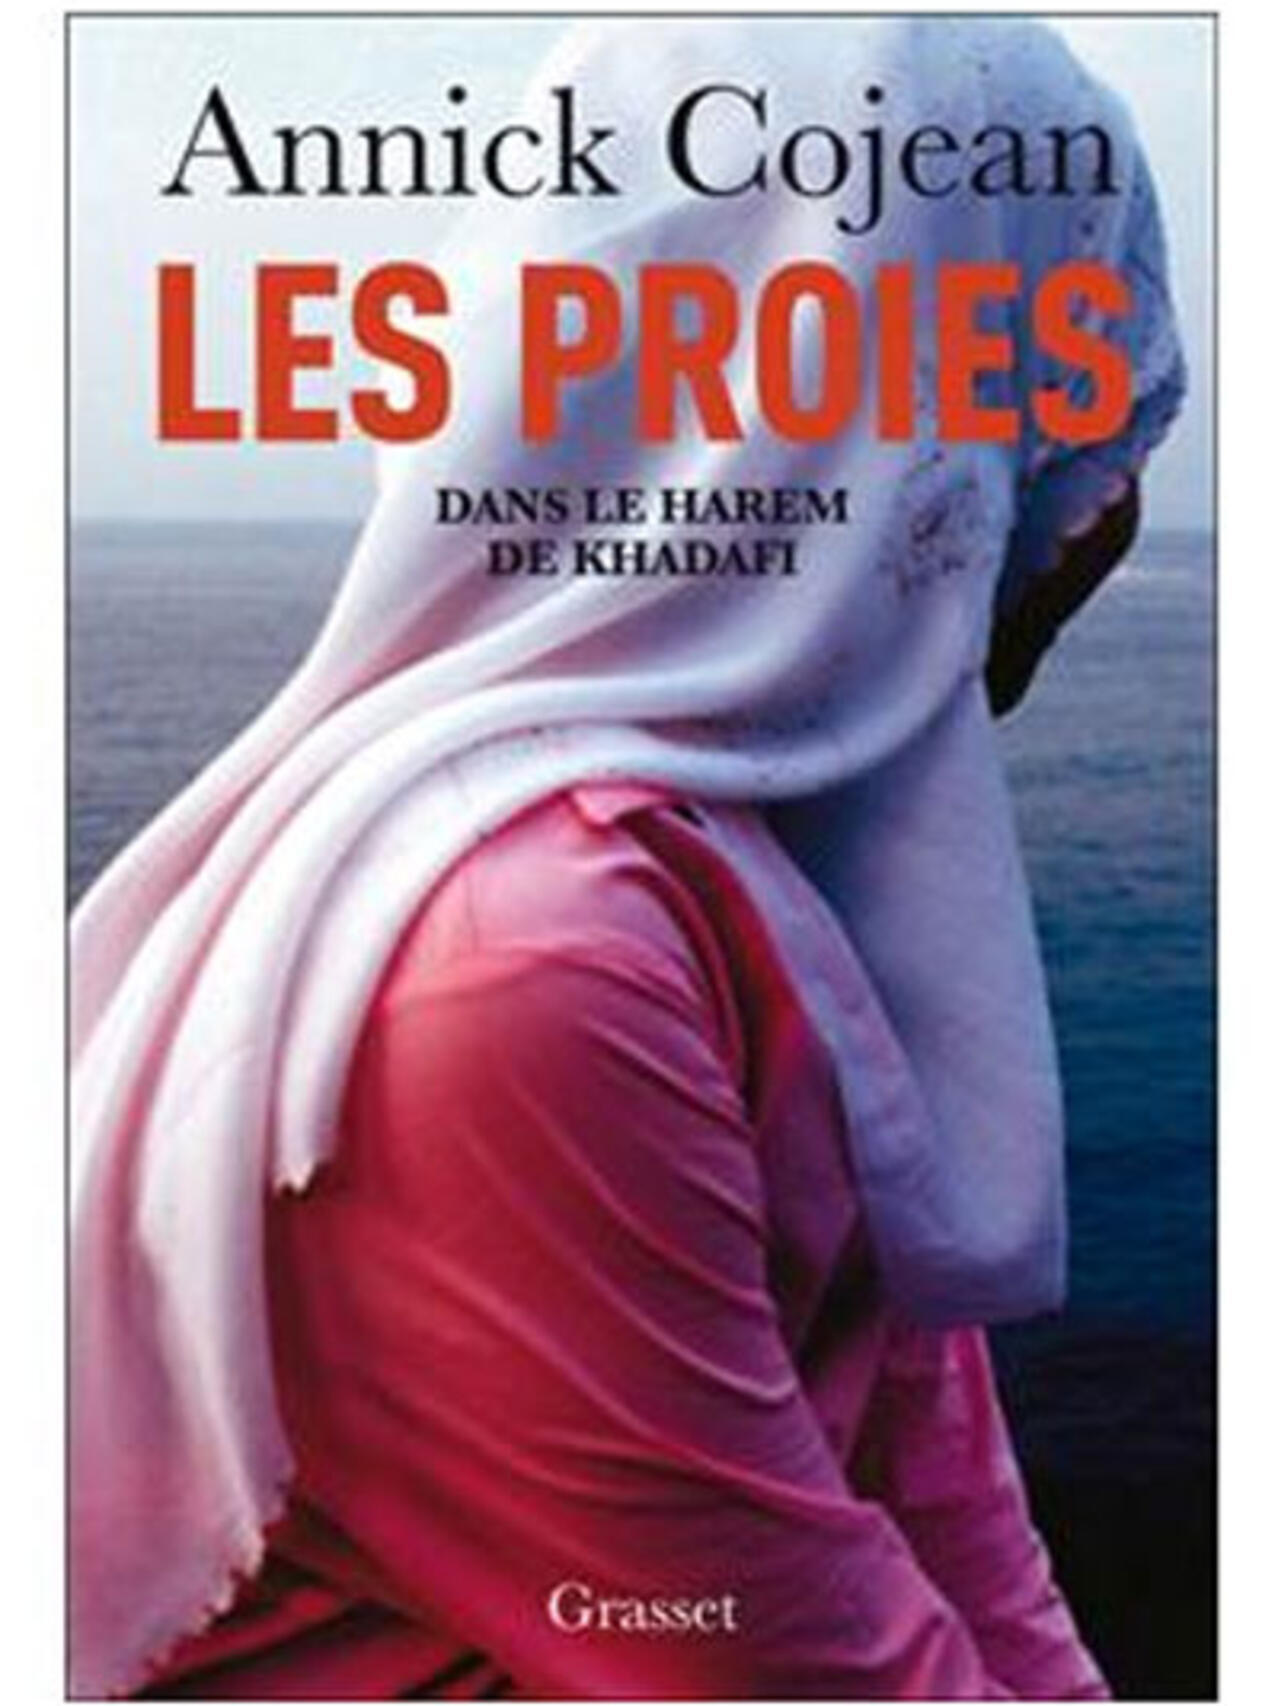 Annick Cojean
LES PROIES
DANS LE HAREM
DE KHADAFI
Grasset